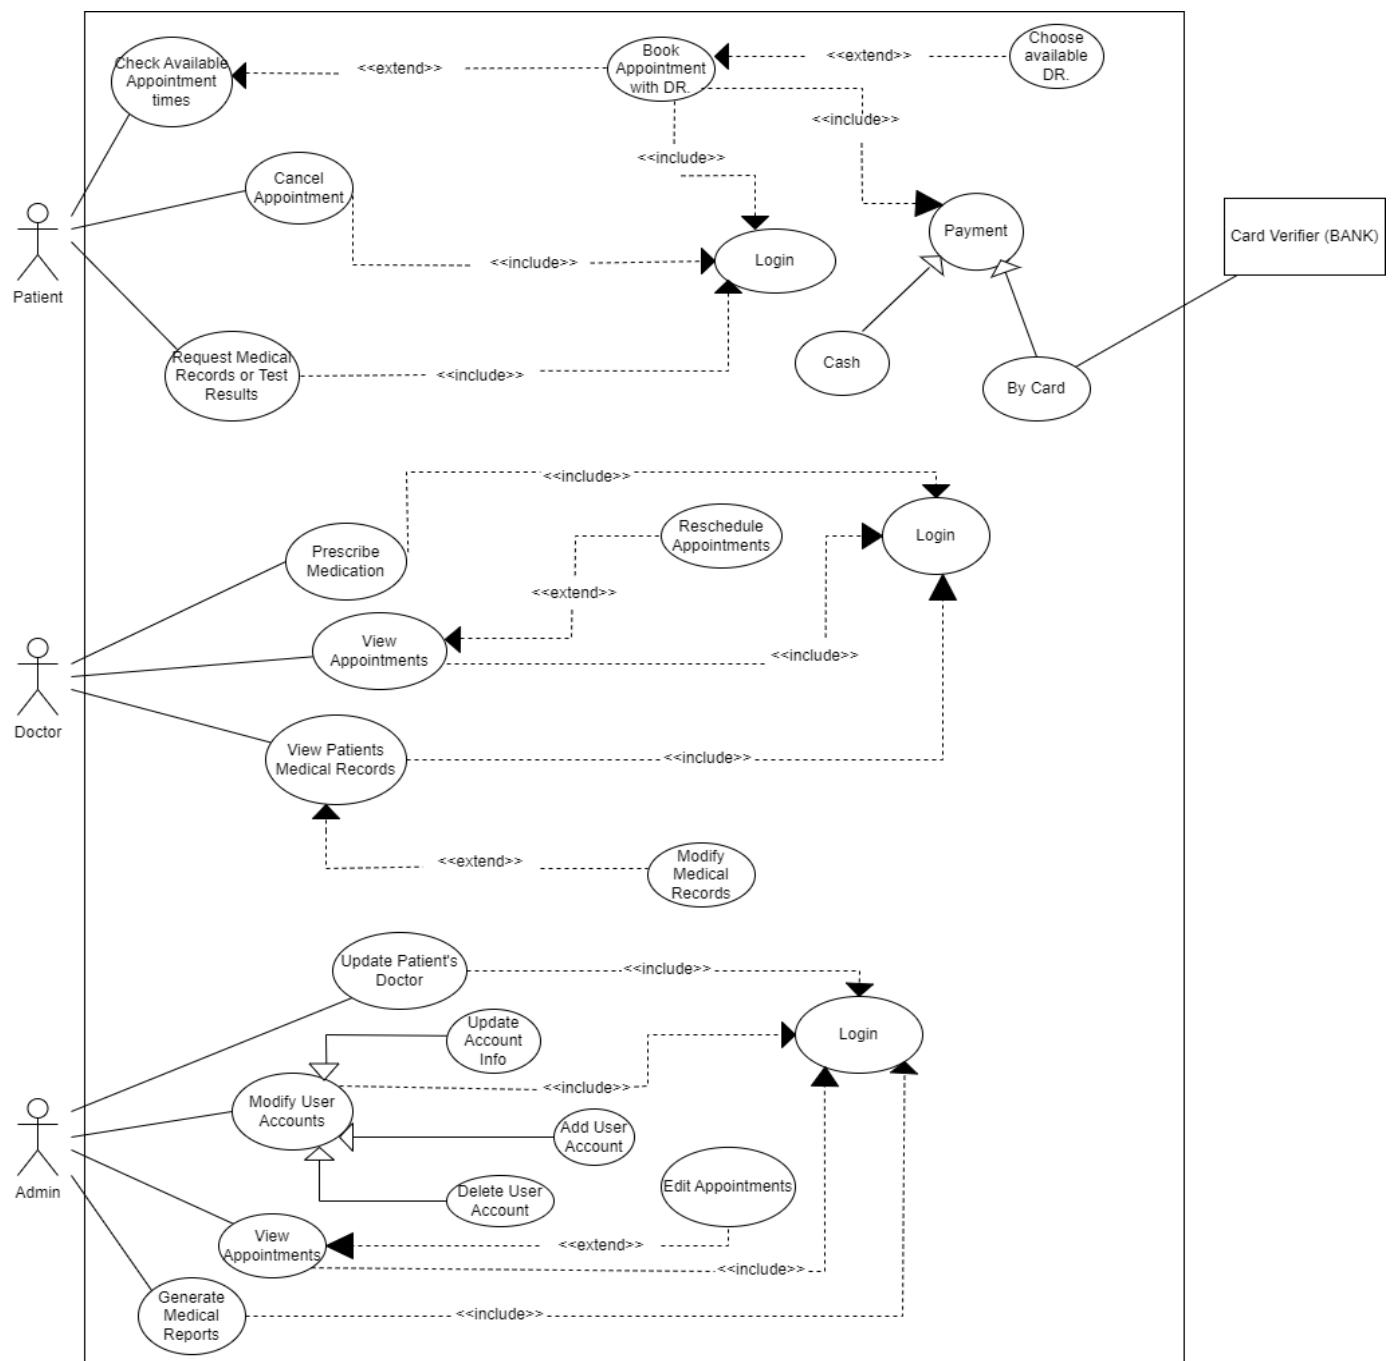 Check Available
Appointment
times
<<extend>>
Book
Appointment
with DR.
<<extend>>
Choose
available
DR.
<<include>>
<<include>>
Cancel
Appointment
Patient
<<include>>
Login
Payment
Card Verifier (BANK)
Request Medical
Records or Test
Results
<<include>>
Cash
By Card
<<include>>
Prescribe
Medication
Reschedule
Appointments
Login
<<extend>>
View
Appointments
<<include>>
Doctor
View Patients
Medical Records
<<include>>
<<extend>>
Modify
Medical
Records
Update Patient's
Doctor
<<include>>
Update
Account
Info
Login
<<include>>
Modify User
Accounts
Add User
Account
Admin
Delete User
Account
Edit Appointments
View
Appointments
<<extend>>
<<include>>
Generate
Medical
Reports
<<include>>